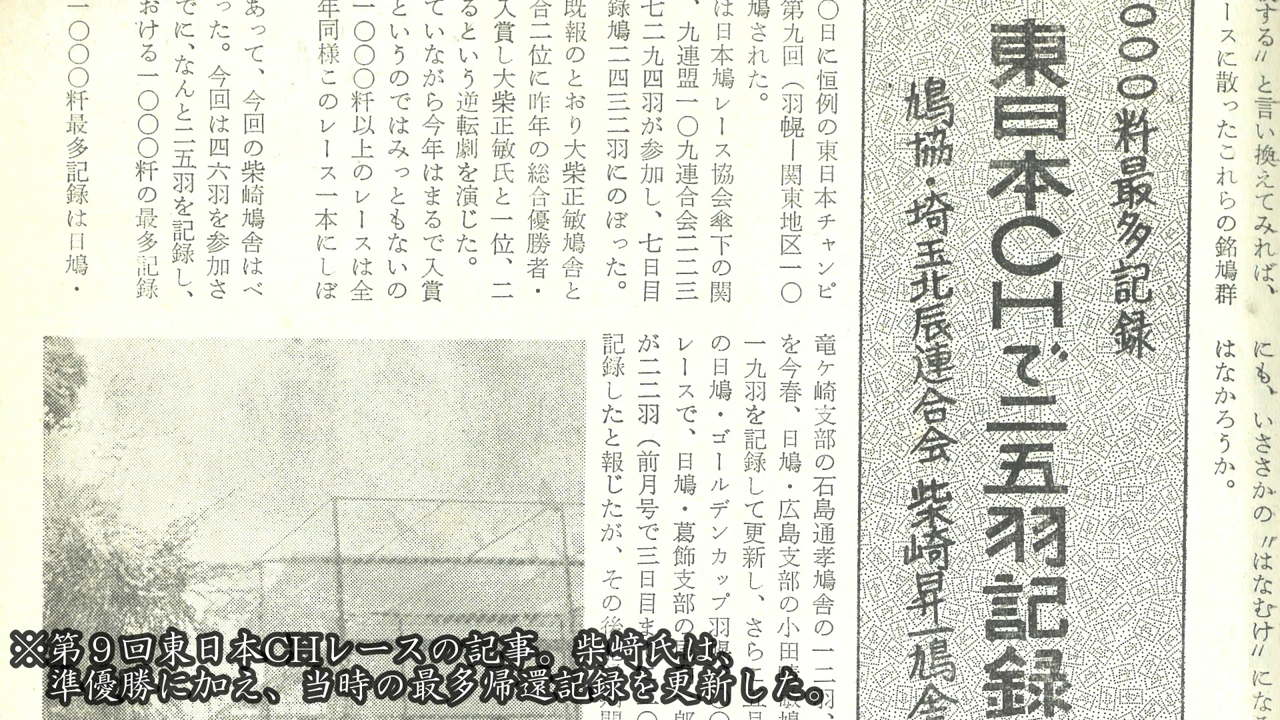 にも、いささかの〝はなむけ〟にな
はなかろうか。
する〟と言い換えてみれば、
ースに散ったこれらの銘鳩群
〇〇〇粁最多記録
東日本CHで二五羽記録
鳩協・埼玉北辰連合会 柴崎昇一鳩舎
〇日に恒例の東日本チャンピ
第九回（羽幌—関東地区一〇
鳩された。
は日本鳩レース協会傘下の関
、九連盟一〇九連合会二二三
七二九四羽が参加し、七日目
録鳩二四三二羽にのぼった。
既報のとおり大柴正敏鳩舎と
合二位に昨年の総合優勝者・
入賞し大柴正敏氏と一位、二
るという逆転劇を演じた。
ていながら今年はまるで入賞
というのではみっともないの
一〇〇〇粁以上のレースは全
年同様このレース一本にしぼ
あって、今回の柴崎鳩舎はべ
った。今回は四六羽を参加さ
でに、なんと二五羽を記録し、
おける一〇〇〇粁の最多記録
一〇〇〇粁最多記録は日鳩・
竜ケ崎支部の石島通孝鳩舎の一二羽、
を今春、日鳩・広島支部の小田
一九羽を記録して更新し、さら
の日鳩・ゴールデンカップ羽
レースで、日鳩・葛飾支部の
が二二羽（前月号で三日目ま
記録したと報じたが、その後
※第９回東日本CHレースの記事。柴﨑氏は、
準優勝に加え、当時の最多帰還記録を更新した。